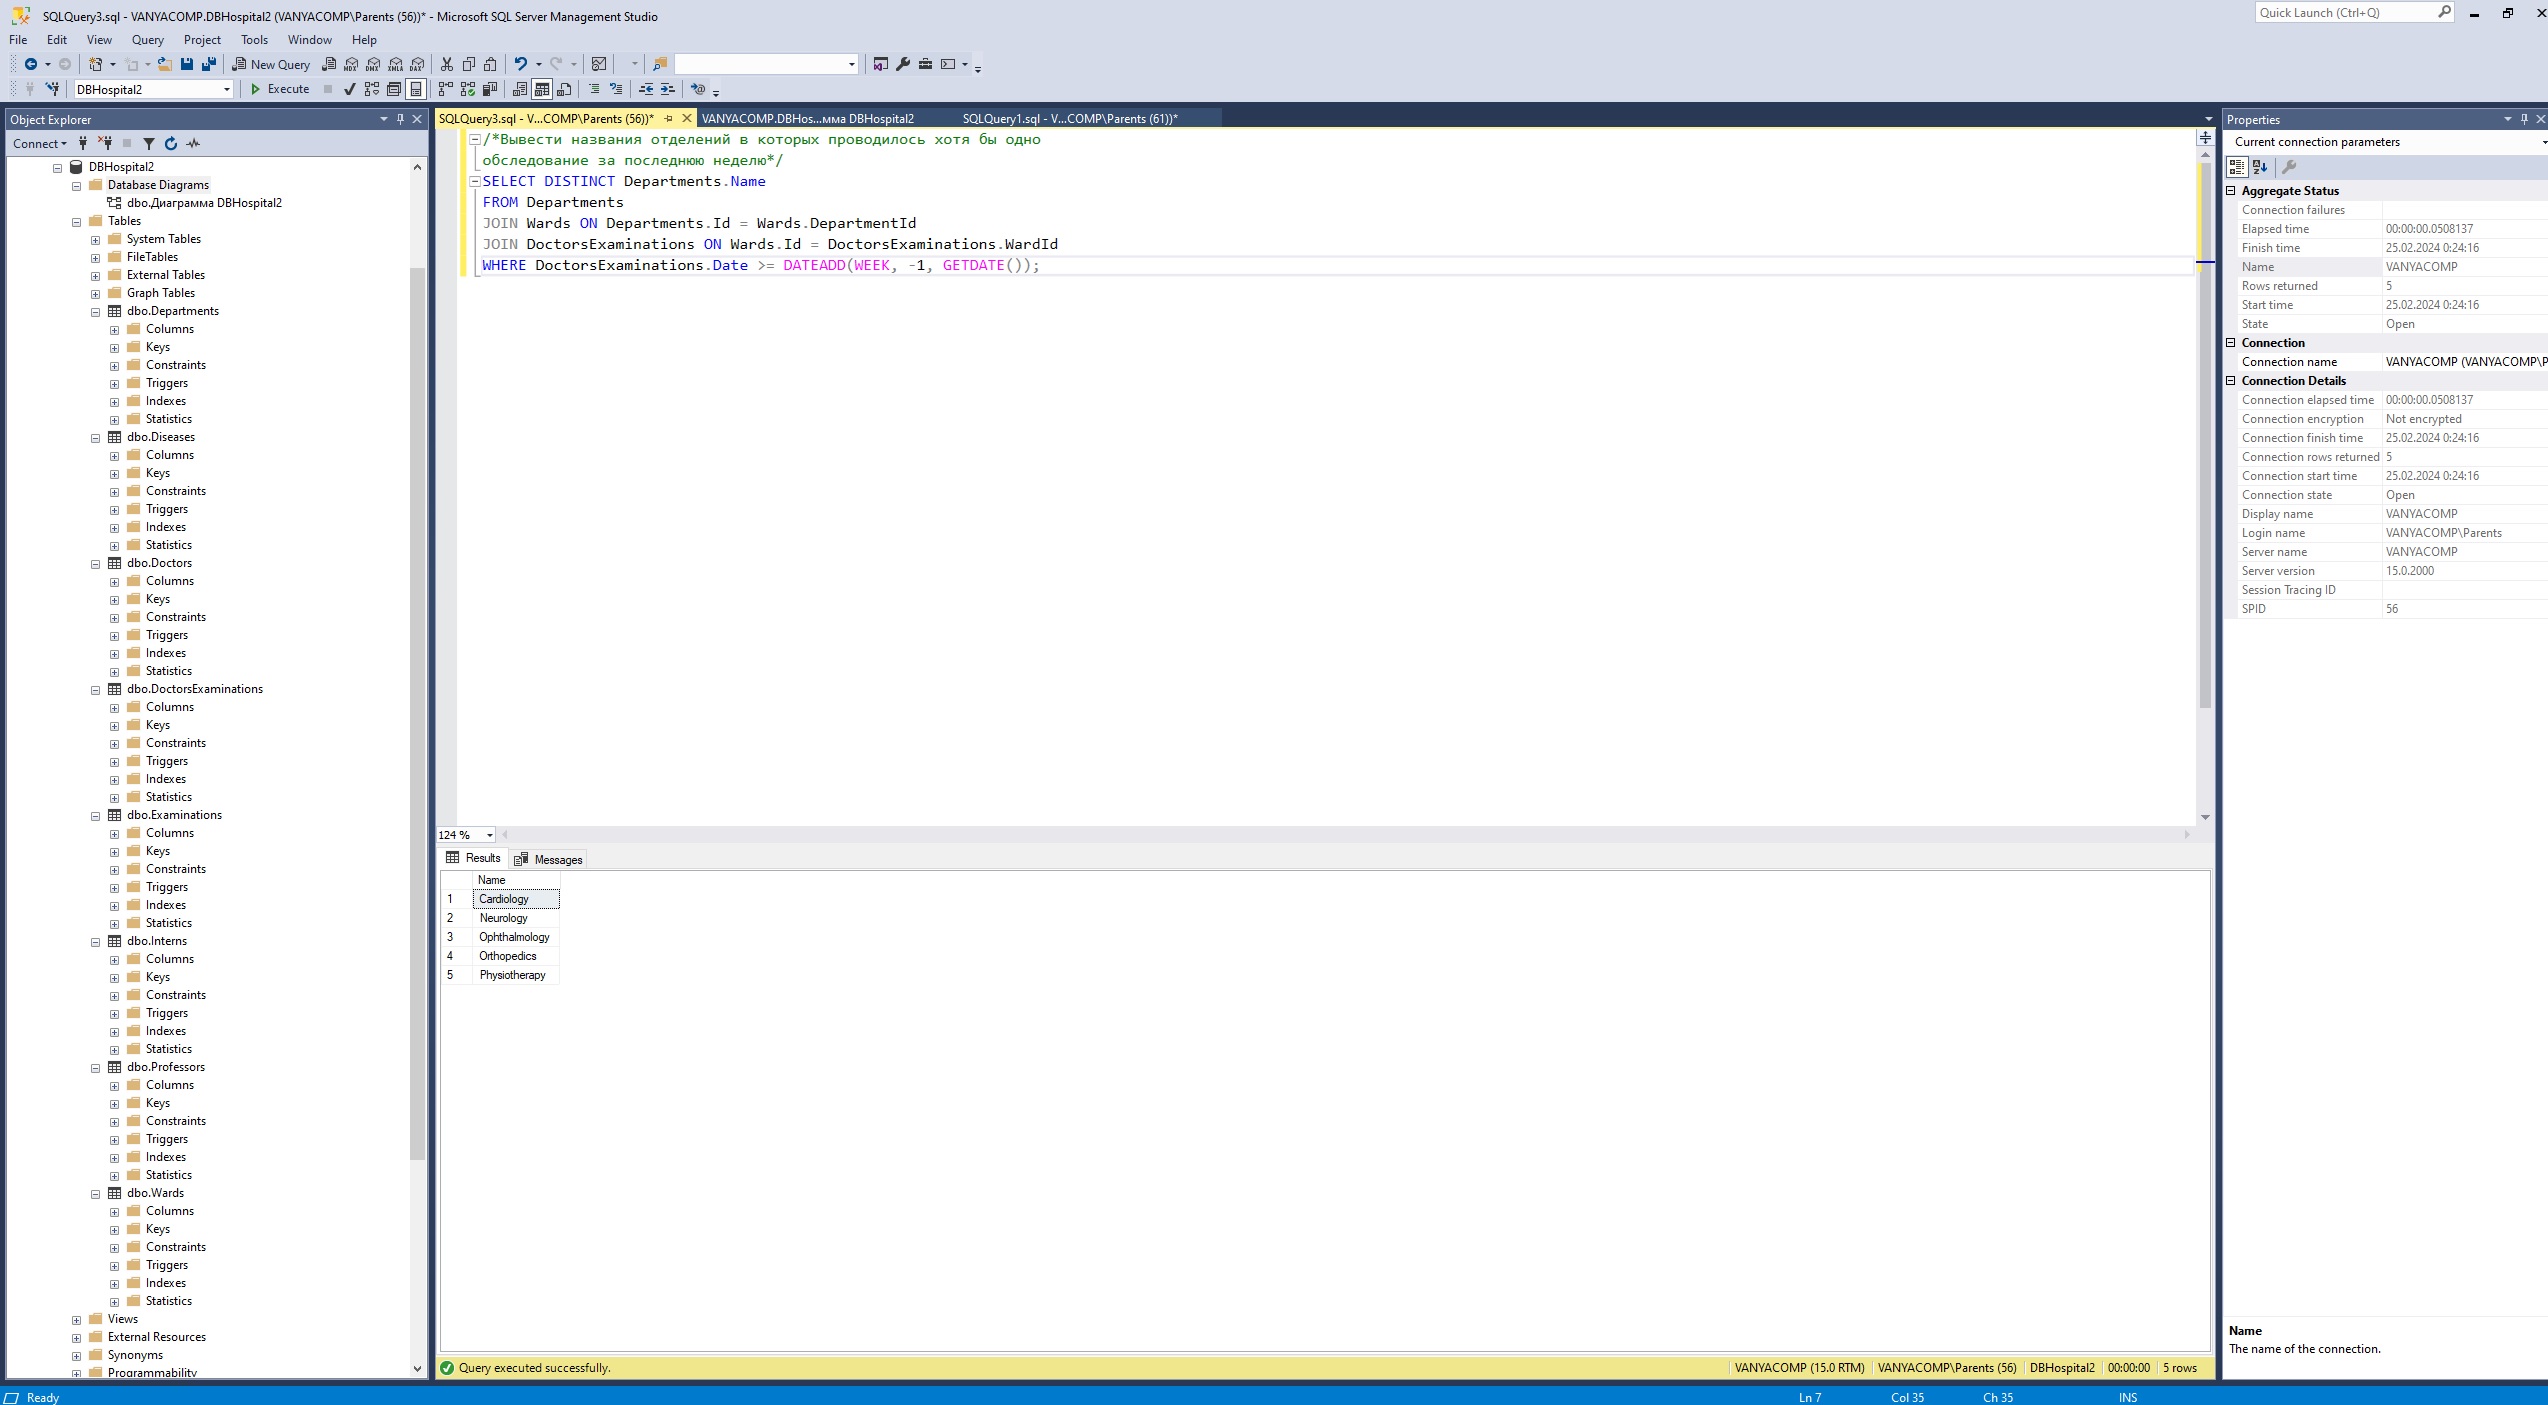 SQLQuery3.sql - VANYACOMP.DBHospital2 (VANYACOMP\Parents (56))* - Microsoft SQL Server Management Studio
Quick Launch (Ctrl+Q)
File Edit View Query Project Tools Window Help
New Query
DBHospital2
Execute
Object Explorer
Connect
DBHospital2
Database Diagrams
dbo.Диаграмма DBHospital2
Tables
System Tables
FileTables
External Tables
Graph Tables
dbo.Departments
Columns
Keys
Constraints
Triggers
Indexes
Statistics
dbo.Diseases
Columns
Keys
Constraints
Triggers
Indexes
Statistics
dbo.Doctors
Columns
Keys
Constraints
Triggers
Indexes
Statistics
dbo.DoctorsExaminations
Columns
Keys
Constraints
Triggers
Indexes
Statistics
dbo.Examinations
Columns
Keys
Constraints
Triggers
Indexes
Statistics
dbo.Interns
Columns
Keys
Constraints
Triggers
Indexes
Statistics
dbo.Professors
Columns
Keys
Constraints
Triggers
Indexes
Statistics
dbo.Wards
Columns
Keys
Constraints
Triggers
Indexes
Statistics
Views
External Resources
Synonyms
Programmability
SQLQuery3.sql - V...COMP\Parents (56))* VANYACOMP.DBHos...мма DBHospital2 SQLQuery1.sql - V...COMP\Parents (61))*
/*Вывести названия отделений в которых проводилось хотя бы одно
обследование за последнюю неделю*/
SELECT DISTINCT Departments.Name
FROM Departments
JOIN Wards ON Departments.Id = Wards.DepartmentId
JOIN DoctorsExaminations ON Wards.Id = DoctorsExaminations.WardId
WHERE DoctorsExaminations.Date >= DATEADD(WEEK, -1, GETDATE());
124 %
Results Messages
Name
1 Cardiology
2 Neurology
3 Ophthalmology
4 Orthopedics
5 Physiotherapy
Query executed successfully. VANYACOMP (15.0 RTM) VANYACOMP\Parents (56) DBHospital2 00:00:00 5 rows
Properties
Current connection parameters
Aggregate Status
Connection failures
Elapsed time 00:00:00.0508137
Finish time 25.02.2024 0:24:16
Name VANYACOMP
Rows returned 5
Start time 25.02.2024 0:24:16
State Open
Connection
Connection name VANYACOMP (VANYACOMP\P
Connection Details
Connection elapsed time 00:00:00.0508137
Connection encryption Not encrypted
Connection finish time 25.02.2024 0:24:16
Connection rows returned 5
Connection start time 25.02.2024 0:24:16
Connection state Open
Display name VANYACOMP
Login name VANYACOMP\Parents
Server name VANYACOMP
Server version 15.0.2000
Session Tracing ID
SPID 56
Name
The name of the connection.
Ready Ln 7 Col 35 Ch 35 INS